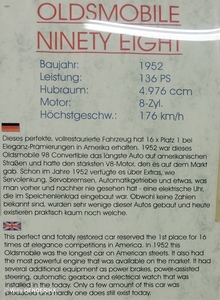 OLDSMOBILE
NINETY EIGHT
Baujahr: 1952
Leistung: 136 PS
Hubraum: 4.976 ccm
Motor: 8-Zyl.
Höchstgeschw.: 176 km/h
Dieses perfekte, vollrestaurierte Fahrzeug hat 16 x Platz 1 bei
Eleganz-Prämierungen in Amerika erhalten. 1952 war dieses
Oldsmobile 98 Convertible das längste Auto auf amerikanischen
Straßen und hatte den stärksten V8-Motor, den es auf dem Markt
gab. Schon im Jahre 1952 verfügte es über Extras, wie
Servolenkung, Servobremsen, Automatikgetriebe und etwas, was
man vorher und nachher nie gesehen hat - eine elektrische Uhr,
die im Speichenlenkrad eingebaut war. Obwohl keine Zahlen
bekannt sind, wurden sehr wenige dieser Autos gebaut und heute
existieren praktisch kaum noch welche.
This perfect and totally restored car reserved the 1st place for 16
times at elegance competitions in America. In 1952 this
Oldsmobile was the longest car on American streets. It also had
the most powerful engine that was available on the market. It had
several additional equipment as power brakes, power-assisted
steering, automatic gearbox and electrical watch that was
installed in the
today. Only a few of this car were
produced and hardly one does still exist today.